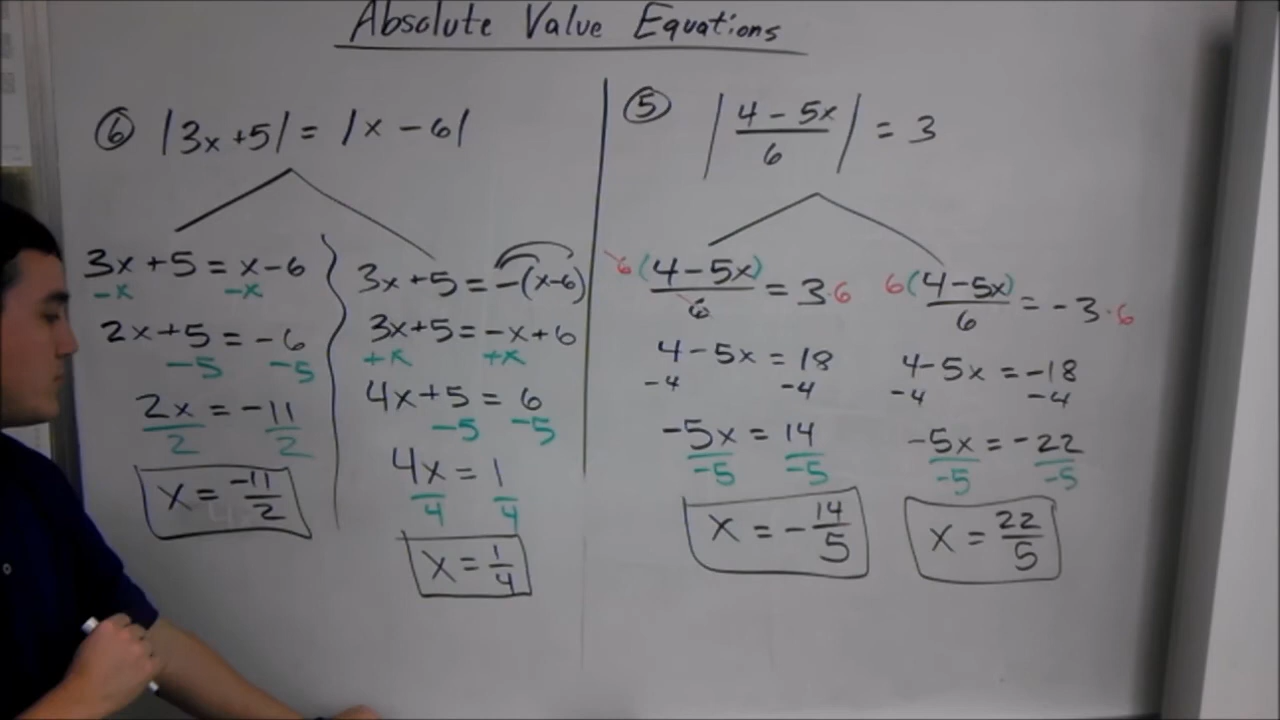 Absolute Value Equations
⑥ |3x+5| = |x-6|
3x+5 = x-6
-x -x
2x+5 = -6
-5 -5
2x = -11
2 2
x = -11/2
3x+5 = -(x-6)
3x+5 = -x+6
+x +x
4x+5 = 6
-5 -5
4x = 1
4 4
x = 1/4
⑤ |4-5x/6| = 3
6(4-5x)/6 = 3·6
4-5x = 18
-4 -4
-5x = 14
-5 -5
x = -14/5
6(4-5x)/6 = -3·6
4-5x = -18
-4 -4
-5x = -22
-5 -5
x = 22/5